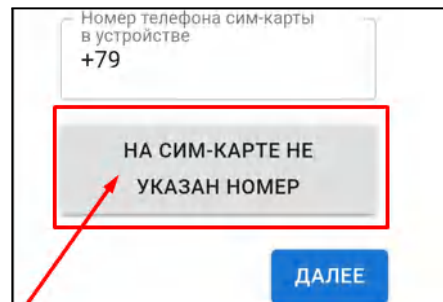 Номер телефона сим-карты
в устройстве
+79
НА СИМ-КАРТЕ НЕ
УКАЗАН НОМЕР
ДАЛЕЕ